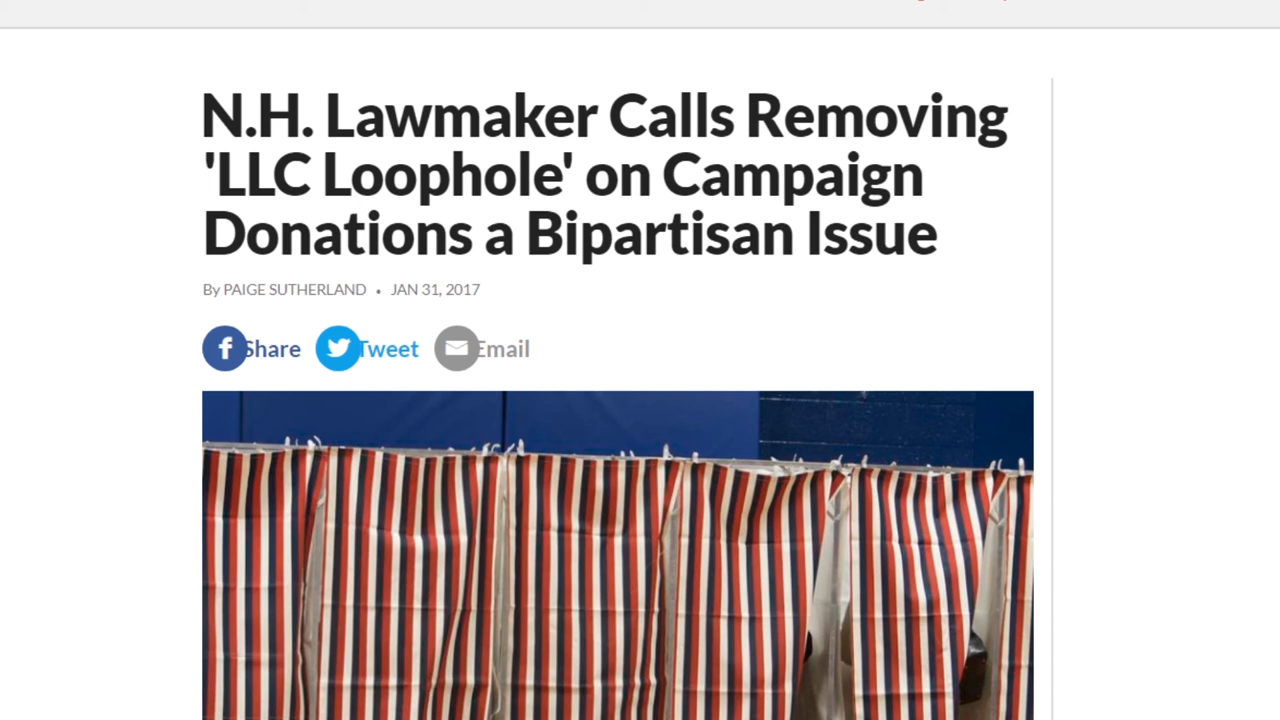 N.H. Lawmaker Calls Removing
'LLC Loophole' on Campaign
Donations a Bipartisan Issue
By PAIGE SUTHERLAND • JAN 31, 2017
Share Tweet Email